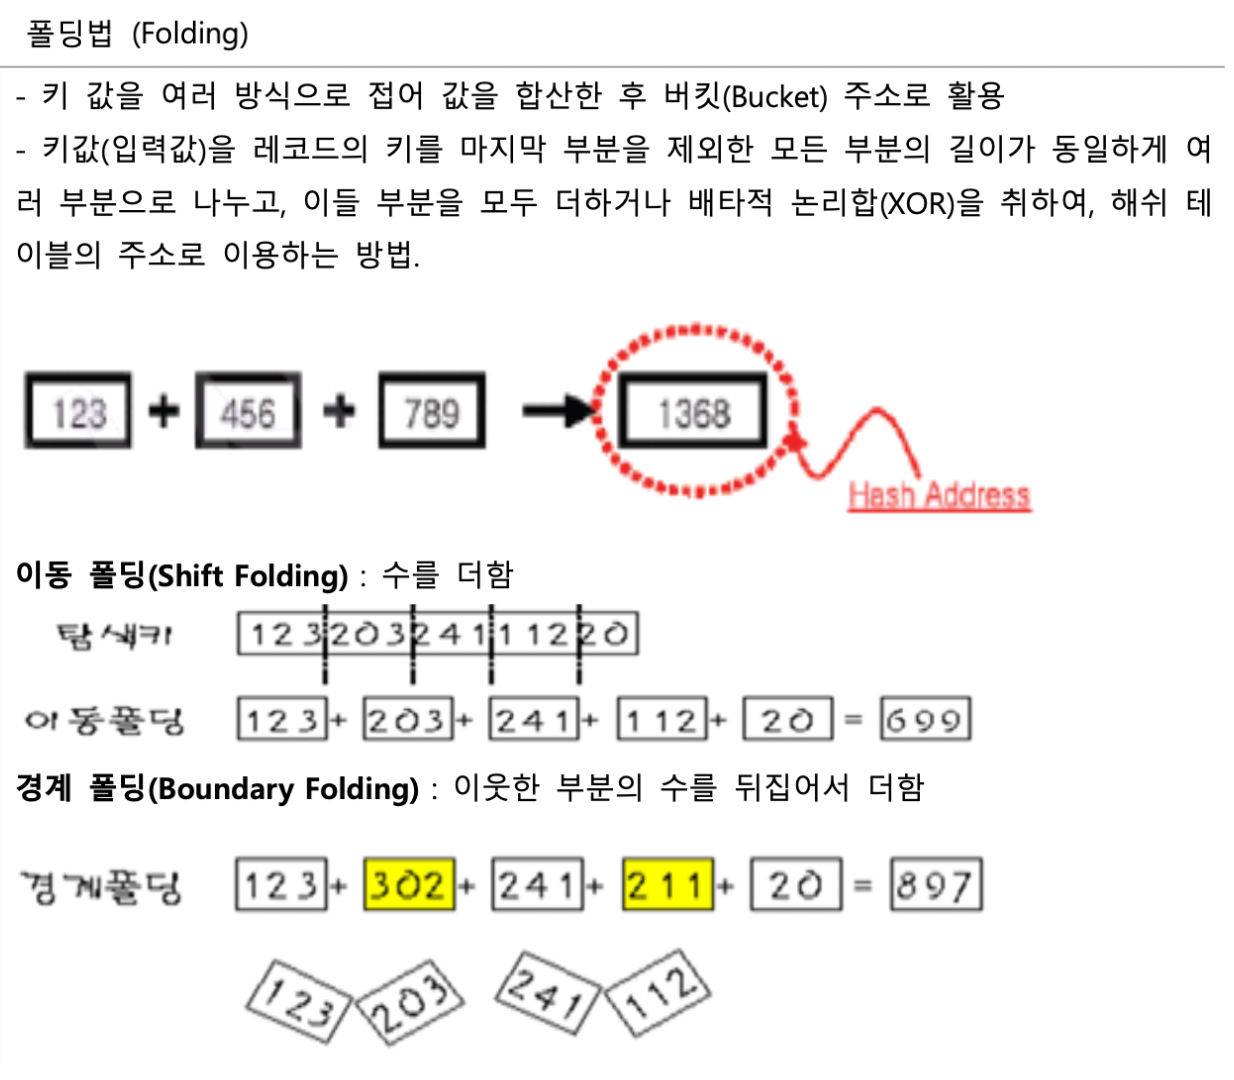 폴딩법 (Folding)
- 키 값을 여러 방식으로 접어 값을 합산한 후 버킷(Bucket) 주소로 활용
- 키값(입력값)을 레코드의 키를 마지막 부분을 제외한 모든 부분의 길이가 동일하게 여
러 부분으로 나누고, 이들 부분을 모두 더하거나 배타적 논리합(XOR)을 취하여, 해쉬 테
이블의 주소로 이용하는 방법.
123 + 456 + 789 → 1368
Hash Address
이동 폴딩(Shift Folding) : 수를 더함
탐색키 12320324111220
이동폴딩 123 + 203 + 241 + 112 + 20 = 699
경계 폴딩(Boundary Folding) : 이웃한 부분의 수를 뒤집어서 더함
경계폴딩 123 + 302 + 241 + 211 + 20 = 897
123 203 241 112